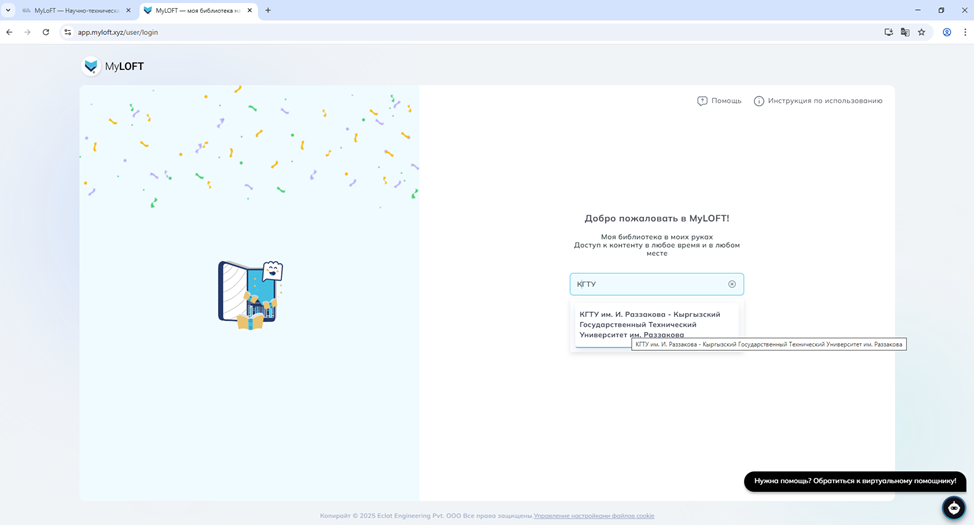 MyLoFT — Научно-техническ
MyLOFT — моя библиотека н
app.myloft.xyz/user/login
MyLOFT
Помощь
Инструкция по использованию
Добро пожаловать в MyLOFT!
Моя библиотека в моих руках
Доступ к контенту в любое время и в любом
месте
КГТУ
КГТУ им. И. Раззакова - Кыргызский
Государственный Технический
Университет им. Раззакова
КГТУ им. И. Раззакова - Кыргызский Государственный Технический Университет им. Раззакова
Нужна помощь? Обратиться к виртуальному помощнику!
Копирайт © 2025 Eclat Engineering Pvt. ООО Все права защищены.Управление настройками файлов cookie